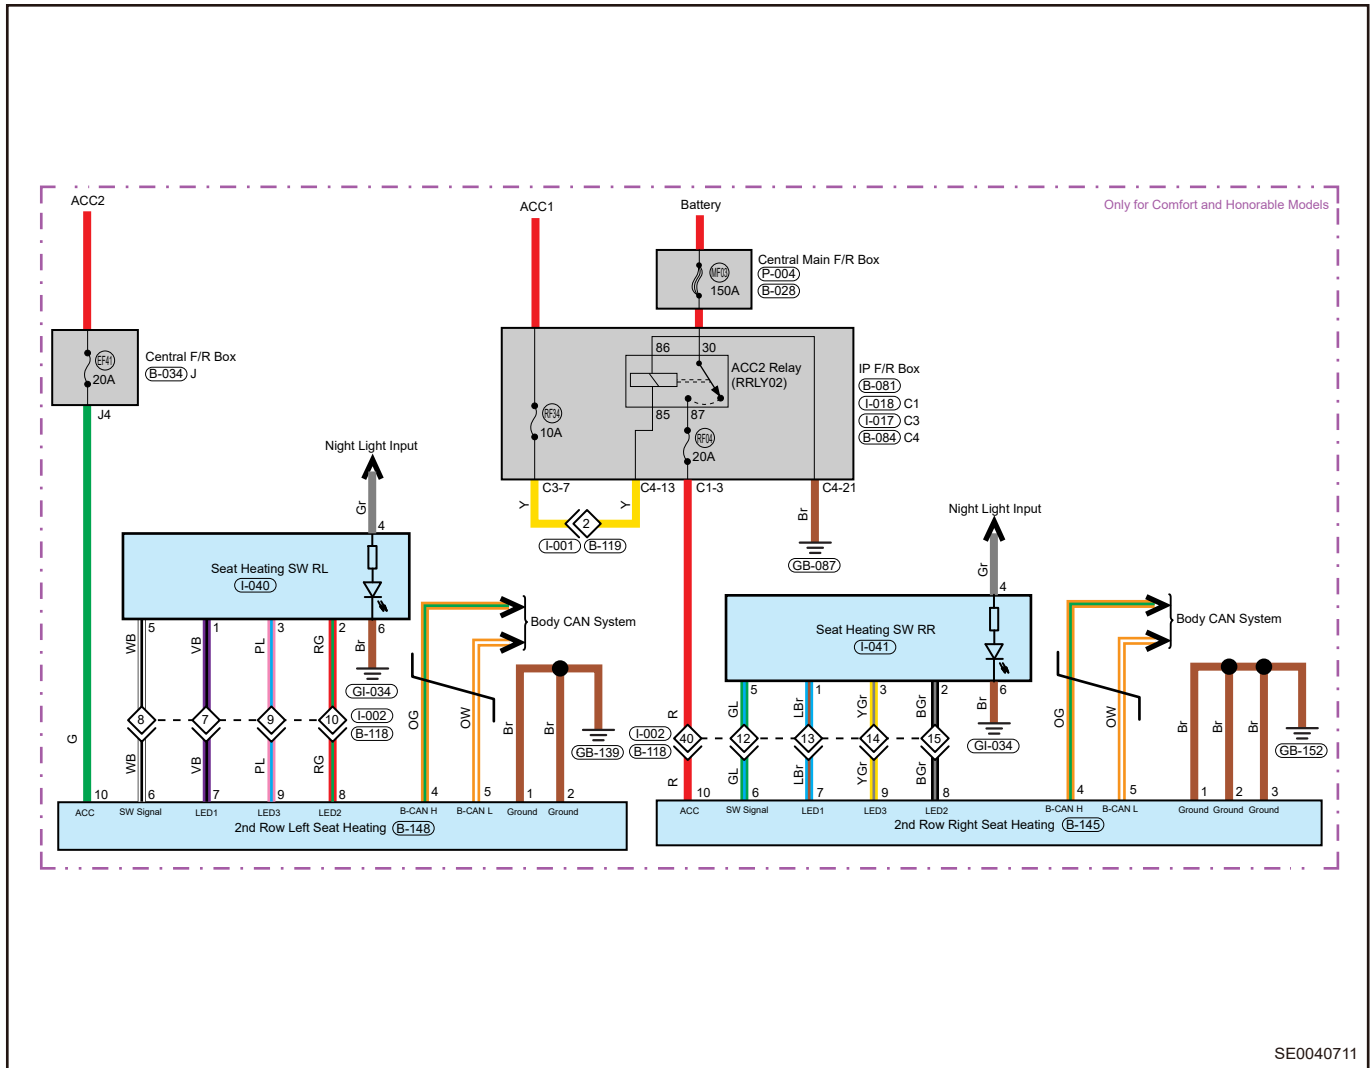 Only for Comfort and Honorable Models
ACC2
ACC1
Battery
MF03
150A
Central Main F/R Box
P-004
B-028
EF41
20A
Central F/R Box
B-034 J
J4
86
30
ACC2 Relay
(RRLY02)
85
87
RF34
10A
RF04
20A
IP F/R Box
B-081
I-018 C1
I-017 C3
B-084 C4
C3-7
C4-13
C1-3
C4-21
Y
Y
2
I-001 B-119
Br
GB-087
Night Light Input
Gr
4
Seat Heating SW RL
I-040
5
1
3
2
6
WB
VB
PL
RG
Br
GI-034
8
7
9
10
I-002
B-118
WB
VB
PL
RG
G
Body CAN System
OG
OW
Br
Br
GB-139
10
6
7
9
8
4
5
1
2
ACC
SW Signal
LED1
LED3
LED2
B-CAN H
B-CAN L
Ground
Ground
2nd Row Left Seat Heating B-148
Night Light Input
Gr
4
Seat Heating SW RR
I-041
5
1
3
2
6
R
GL
LBr
YGr
BGr
Br
GI-034
I-002
B-118
40
12
13
14
15
R
GL
LBr
YGr
BGr
Body CAN System
OG
OW
Br
Br
Br
GB-152
10
6
7
9
8
4
5
1
2
3
ACC
SW Signal
LED1
LED3
LED2
B-CAN H
B-CAN L
Ground
Ground
Ground
2nd Row Right Seat Heating B-145
SE0040711